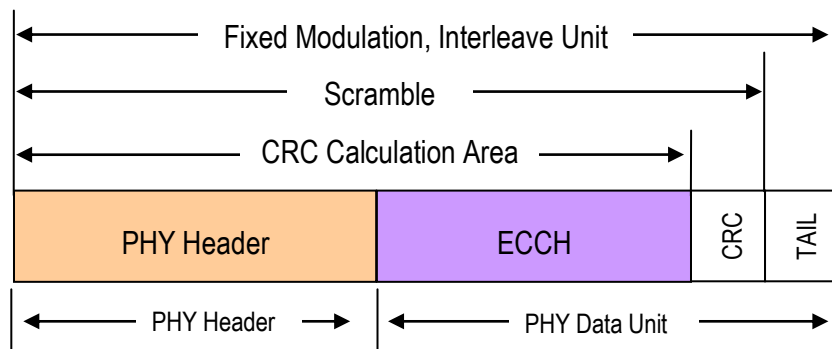 Fixed Modulation, Interleave Unit
Scramble
CRC Calculation Area
PHY Header
ECCH
CRC
TAIL
PHY Header
PHY Data Unit